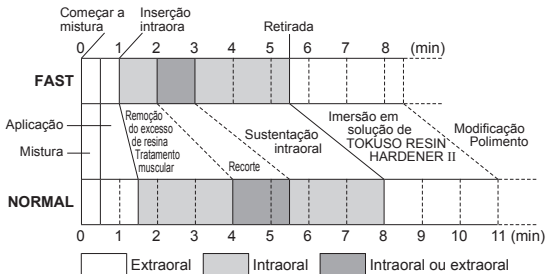 Começar a
mistura
Inserção
intraora
Retirada
0 1 2 3 4 5 6 7 8 (min)
FAST
Aplicação
Mistura
Remoção
do excesso
de resina
Tratamento
muscular
Recorte
Sustentação
intraoral
Imersão em
solução de
TOKUSO RESIN
HARDENER II
Modificação
Polimento
NORMAL
0 1 2 3 4 5 6 7 8 9 10 11 (min)
Extraoral Intraoral Intraoral ou extraoral